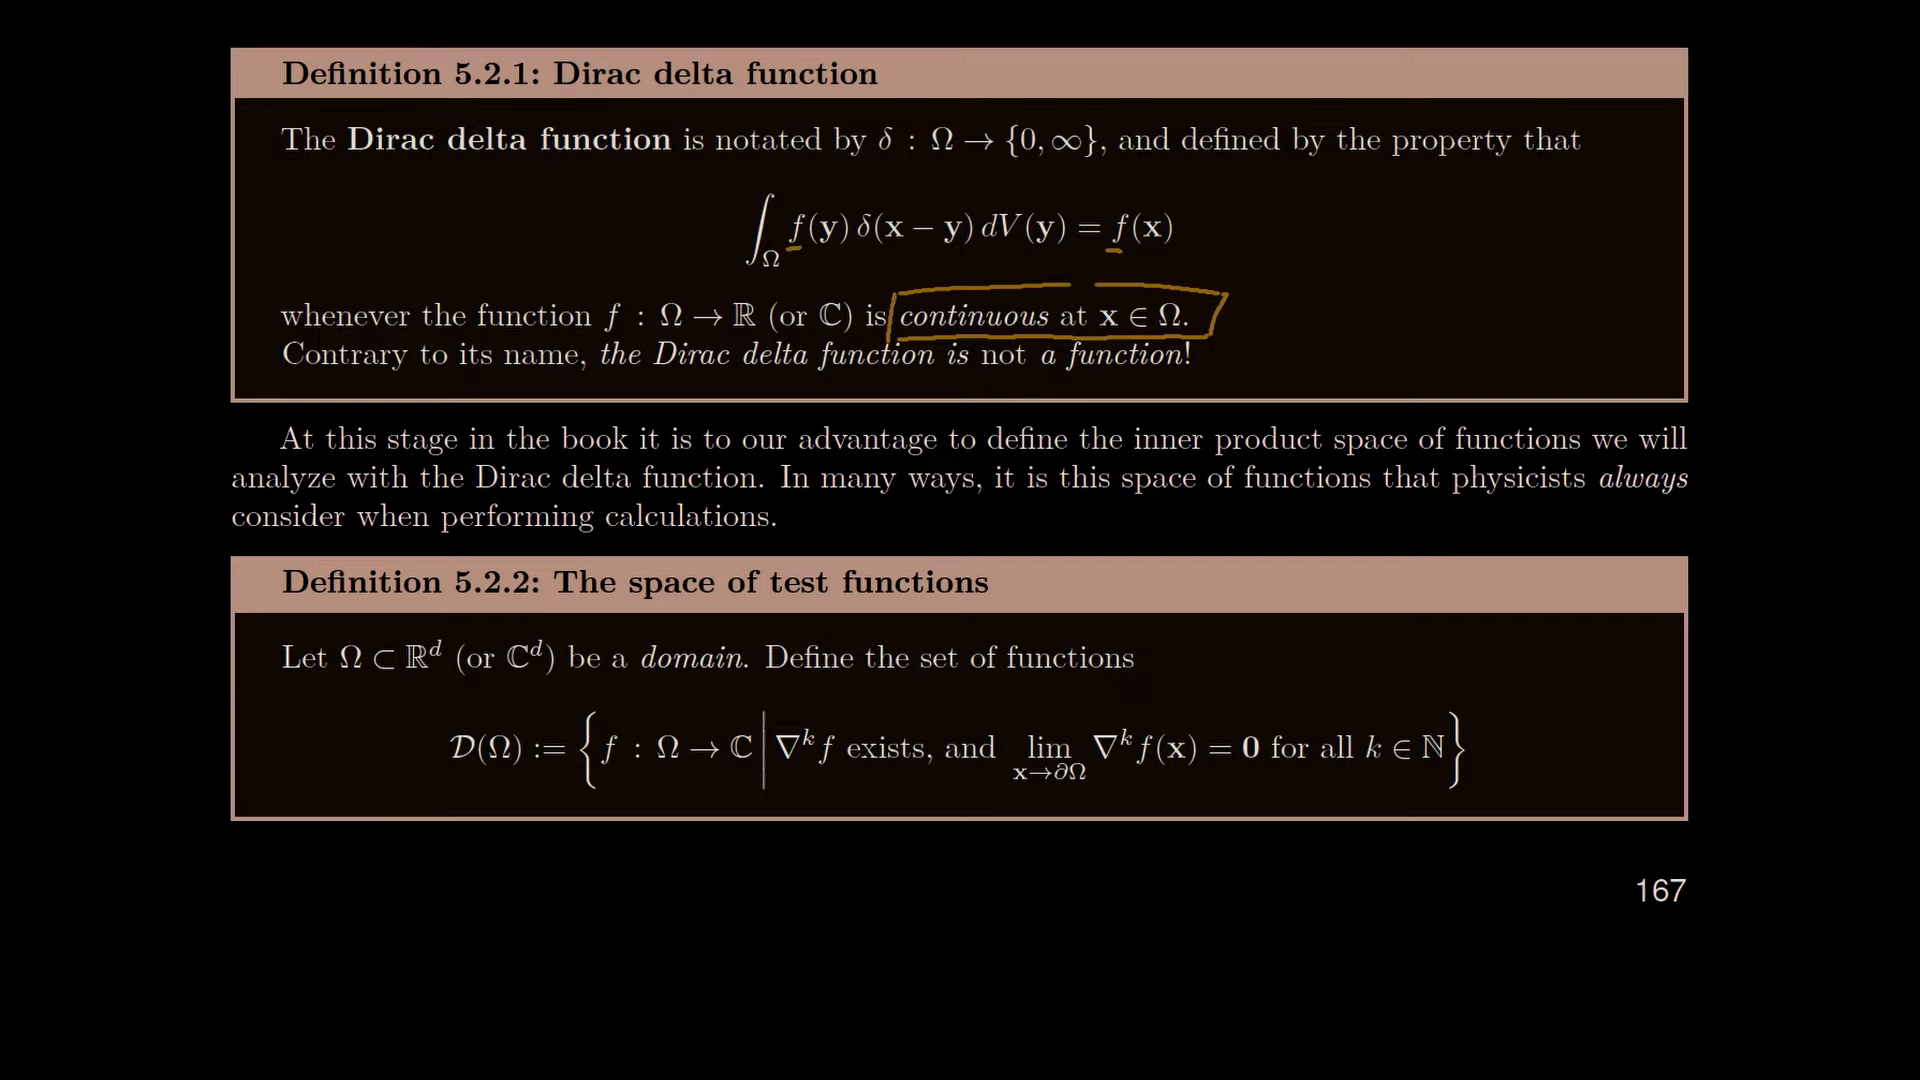 Definition 5.2.1: Dirac delta function
The Dirac delta function is notated by δ : Ω → {0, ∞}, and defined by the property that
∫_Ω f(y) δ(x − y) dV(y) = f(x)
whenever the function f : Ω → ℝ (or ℂ) is continuous at x ∈ Ω.
Contrary to its name, the Dirac delta function is not a function!
At this stage in the book it is to our advantage to define the inner product space of functions we will
analyze with the Dirac delta function. In many ways, it is this space of functions that physicists always
consider when performing calculations.
Definition 5.2.2: The space of test functions
Let Ω ⊂ ℝ^d (or ℂ^d) be a domain. Define the set of functions
𝒟(Ω) := { f : Ω → ℂ | ∇^k f exists, and lim_{x→∂Ω} ∇^k f(x) = 0 for all k ∈ ℕ }
167